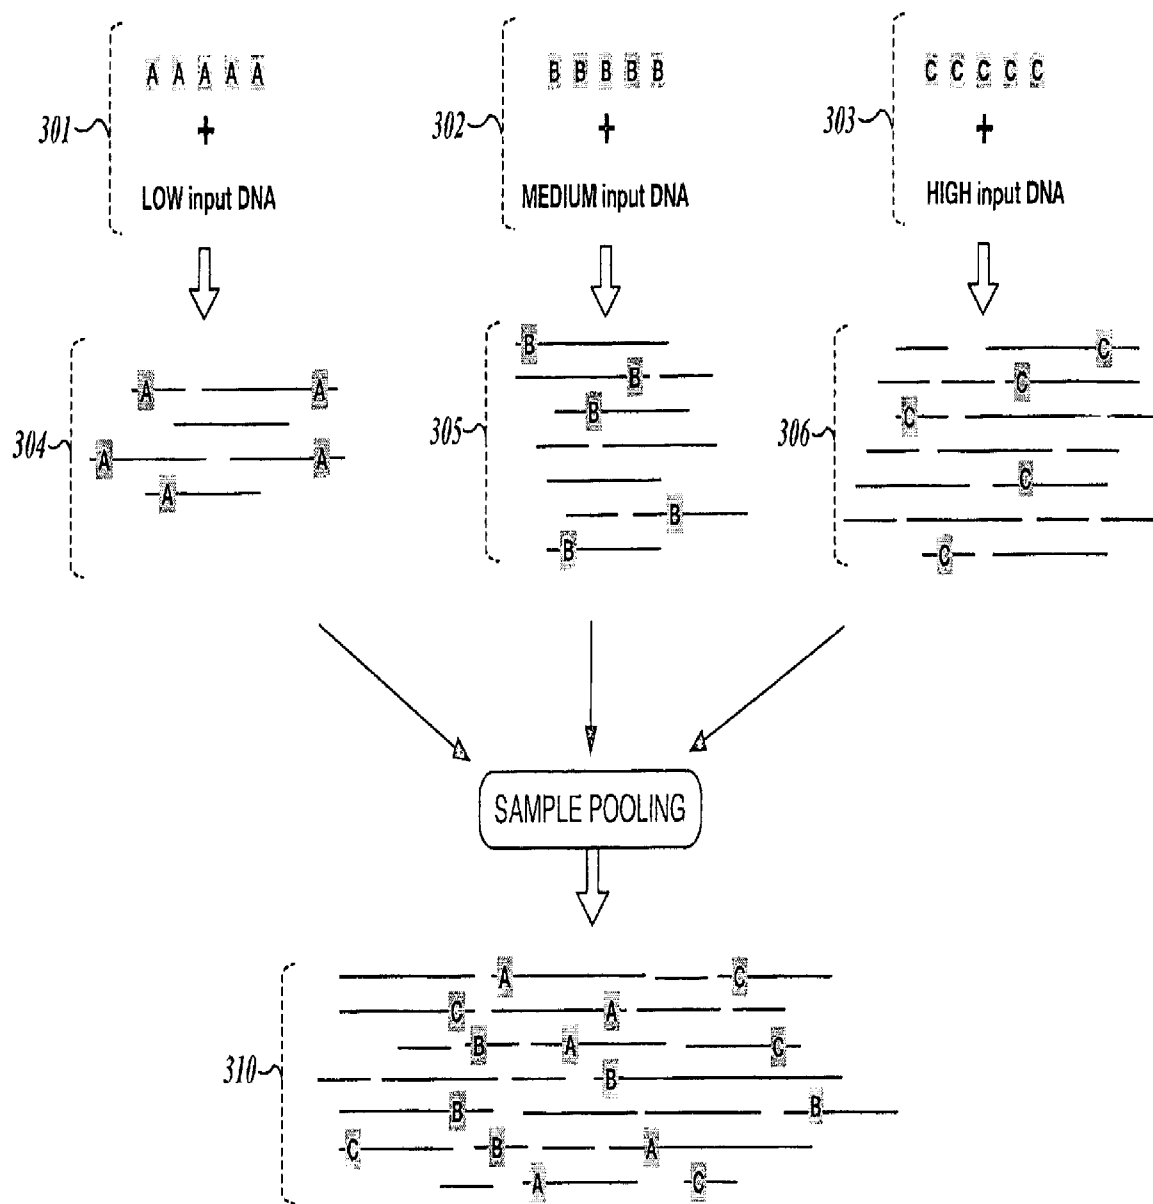 A A A A A
B B B B B
C C C C C
301
+
302
+
303
+
LOW input DNA
MEDIUM input DNA
HIGH input DNA
B
C
A
A
B
C
304
B
305
C
306
A
A
C
A
B
B
C
SAMPLE POOLING
A
C
C
A
B
A
C
310
B
B
B
C
B
A
A
C